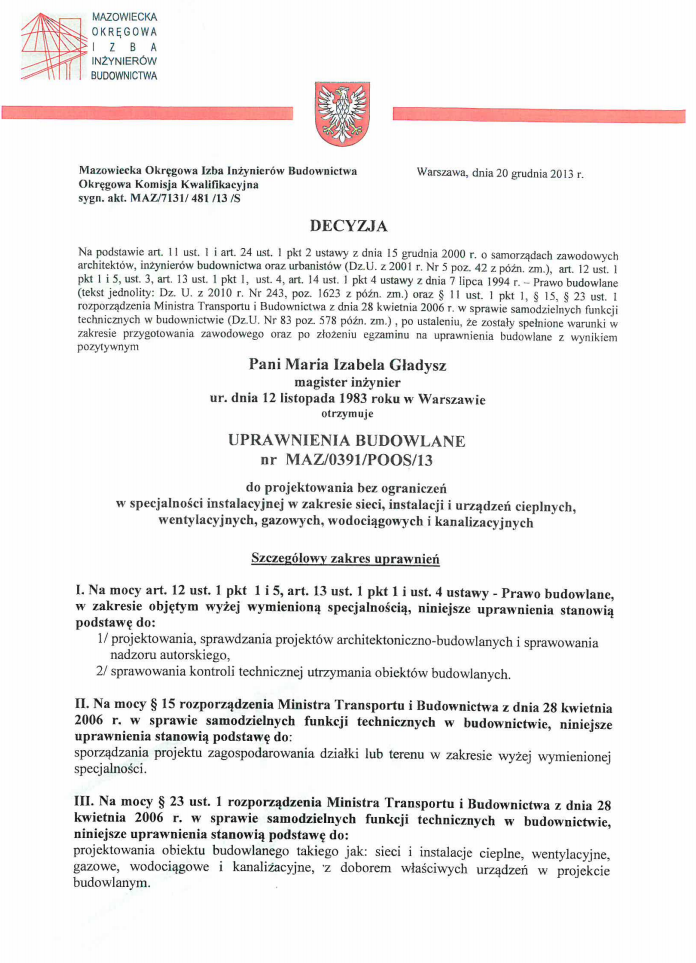 MAZOWIECKA
OKRĘGOWA
I Z B A
INŻYNIERÓW
BUDOWNICTWA
Mazowiecka Okręgowa Izba Inżynierów Budownictwa
Okręgowa Komisja Kwalifikacyjna
sygn. akt. MAZ/7131/ 481 /13 /S
Warszawa, dnia 20 grudnia 2013 r.
DECYZJA
Na podstawie art. 11 ust. 1 i art. 24 ust. 1 pkt 2 ustawy z dnia 15 grudnia 2000 r. o samorządach zawodowych
architektów, inżynierów budownictwa oraz urbanistów (Dz.U. z 2001 r. Nr 5 poz. 42 z późn. zm.), art. 12 ust. 1
pkt 1 i 5, ust. 3, art. 13 ust. 1 pkt 1, ust. 4, art. 14 ust. 1 pkt 4 ustawy z dnia 7 lipca 1994 r. – Prawo budowlane
(tekst jednolity: Dz. U. z 2010 r. Nr 243, poz. 1623 z późn. zm.) oraz § 11 ust. 1 pkt 1, § 15, § 23 ust. 1
rozporządzenia Ministra Transportu i Budownictwa z dnia 28 kwietnia 2006 r. w sprawie samodzielnych funkcji
technicznych w budownictwie (Dz.U. Nr 83 poz. 578 późn. zm.) , po ustaleniu, że zostały spełnione warunki w
zakresie przygotowania zawodowego oraz po złożeniu egzaminu na uprawnienia budowlane z wynikiem
pozytywnym
Pani Maria Izabela Gładysz
magister inżynier
ur. dnia 12 listopada 1983 roku w Warszawie
otrzymuje
UPRAWNIENIA BUDOWLANE
nr MAZ/0391/POOS/13
do projektowania bez ograniczeń
w specjalności instalacyjnej w zakresie sieci, instalacji i urządzeń cieplnych,
wentylacyjnych, gazowych, wodociągowych i kanalizacyjnych
Szczegółowy zakres uprawnień
I. Na mocy art. 12 ust. 1 pkt 1 i 5, art. 13 ust. 1 pkt 1 i ust. 4 ustawy - Prawo budowlane,
w zakresie objętym wyżej wymienioną specjalnością, niniejsze uprawnienia stanowią
podstawę do:
1/ projektowania, sprawdzania projektów architektoniczno-budowlanych i sprawowania
nadzoru autorskiego,
2/ sprawowania kontroli technicznej utrzymania obiektów budowlanych.
II. Na mocy § 15 rozporządzenia Ministra Transportu i Budownictwa z dnia 28 kwietnia
2006 r. w sprawie samodzielnych funkcji technicznych w budownictwie, niniejsze
uprawnienia stanowią podstawę do:
sporządzania projektu zagospodarowania działki lub terenu w zakresie wyżej wymienionej
specjalności.
III. Na mocy § 23 ust. 1 rozporządzenia Ministra Transportu i Budownictwa z dnia 28
kwietnia 2006 r. w sprawie samodzielnych funkcji technicznych w budownictwie,
niniejsze uprawnienia stanowią podstawę do:
projektowania obiektu budowlanego takiego jak: sieci i instalacje cieplne, wentylacyjne,
gazowe, wodociągowe i kanalizacyjne, z doborem właściwych urządzeń w projekcie
budowlanym.